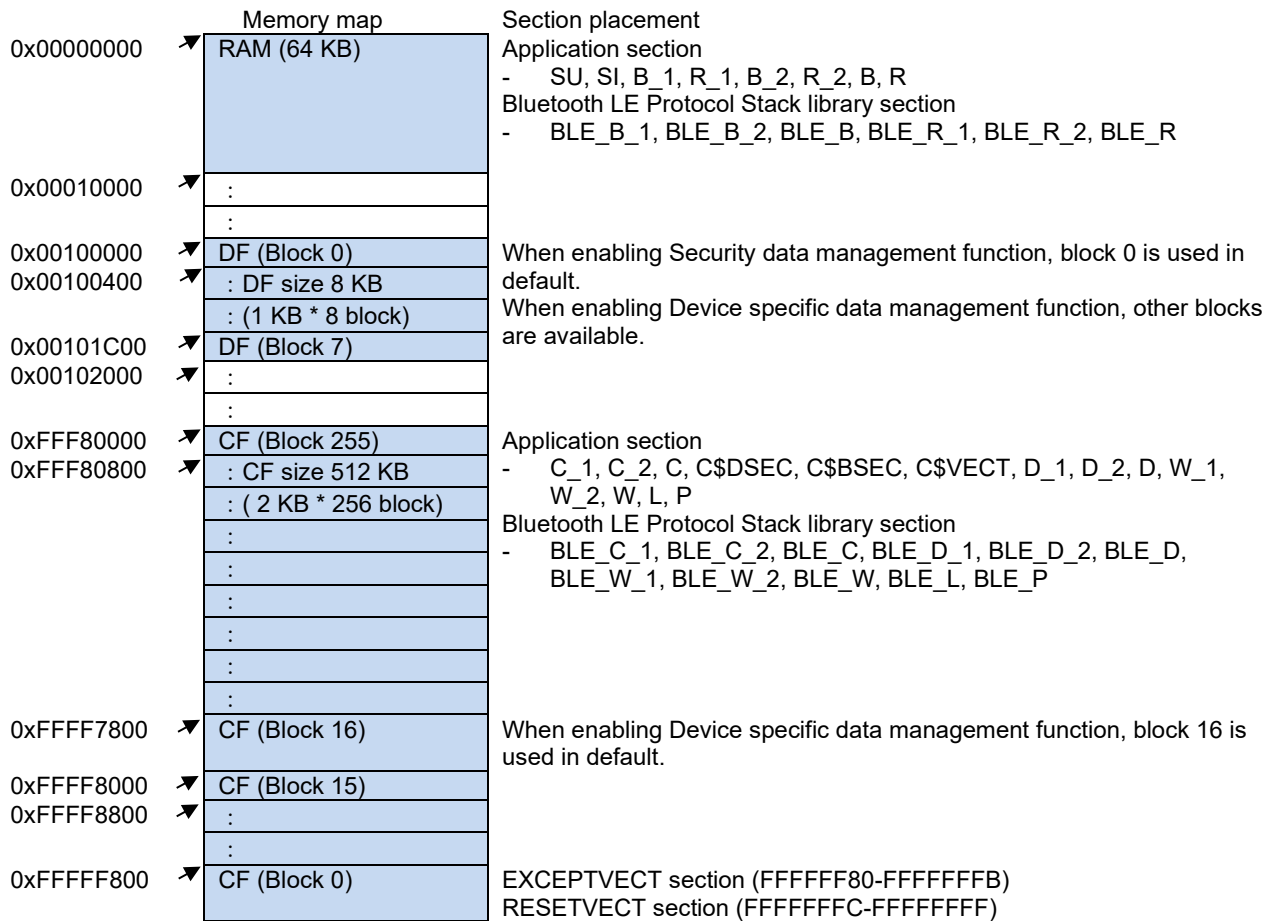 Memory map Section placement
0x00000000 RAM (64 KB) Application section
- SU, SI, B_1, R_1, B_2, R_2, B, R
Bluetooth LE Protocol Stack library section
- BLE_B_1, BLE_B_2, BLE_B, BLE_R_1, BLE_R_2, BLE_R
0x00010000 :
:
0x00100000 DF (Block 0) When enabling Security data management function, block 0 is used in
0x00100400 : DF size 8 KB default.
: (1 KB * 8 block) When enabling Device specific data management function, other blocks
0x00101C00 DF (Block 7) are available.
0x00102000 :
:
0xFFF80000 CF (Block 255) Application section
0xFFF80800 : CF size 512 KB - C_1, C_2, C, C$DSEC, C$BSEC, C$VECT, D_1, D_2, D, W_1,
: ( 2 KB * 256 block) W_2, W, L, P
: Bluetooth LE Protocol Stack library section
: - BLE_C_1, BLE_C_2, BLE_C, BLE_D_1, BLE_D_2, BLE_D,
: BLE_W_1, BLE_W_2, BLE_W, BLE_L, BLE_P
:
:
:
0xFFFF7800 CF (Block 16) When enabling Device specific data management function, block 16 is
used in default.
0xFFFF8000 CF (Block 15)
0xFFFF8800 :
:
0xFFFFF800 CF (Block 0) EXCEPTVECT section (FFFFFF80-FFFFFFFB)
RESETVECT section (FFFFFFFC-FFFFFFFF)